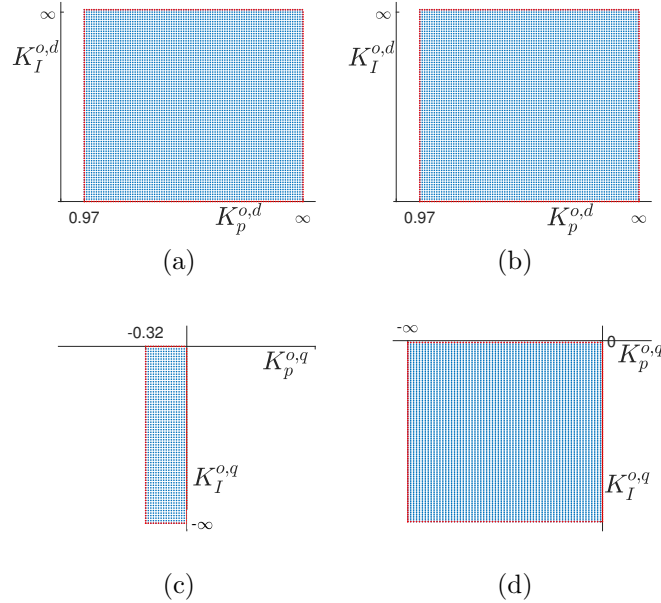 ∞ ∞
K_I^{o,d} K_I^{o,d}
0.97 K_p^{o,d} ∞ 0.97 K_p^{o,d} ∞
(a) (b)
-0.32 -∞
0
K_p^{o,q} K_p^{o,q}
K_I^{o,q} K_I^{o,q}
-∞
(c) (d)